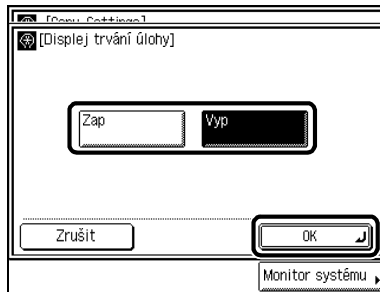 [Copy Settings]
[Displej trvání úlohy]
Zap
Vyp
Zrušit
OK
Monitor systému